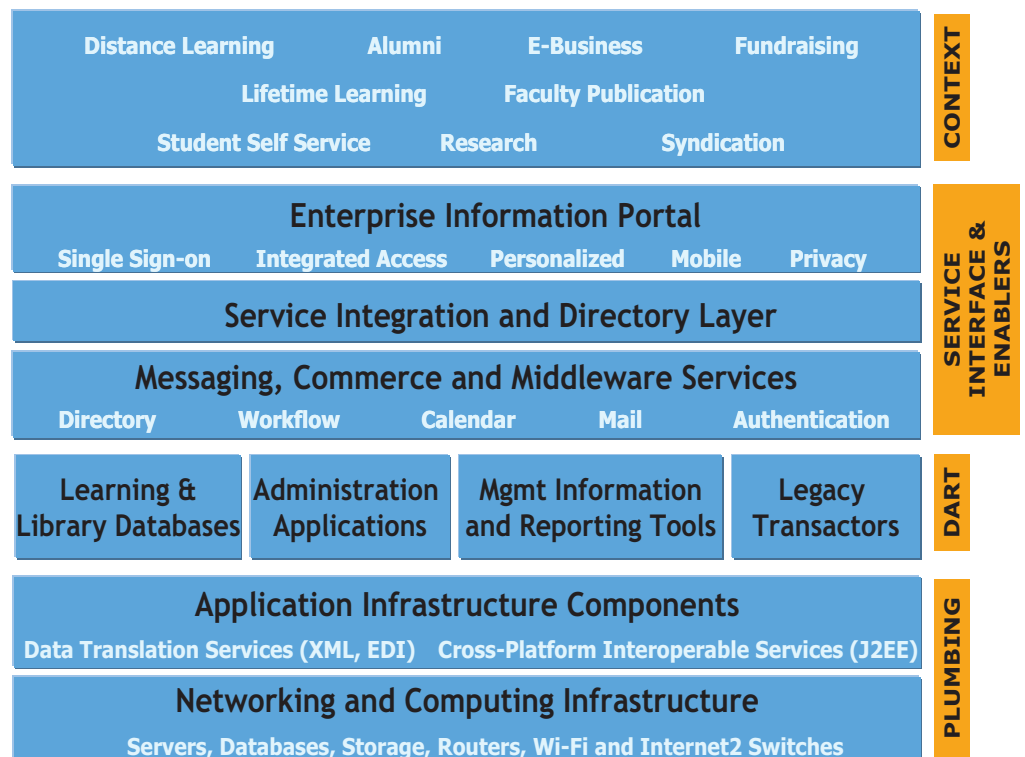 Distance Learning Alumni E-Business Fundraising
Lifetime Learning Faculty Publication
Student Self Service Research Syndication
CONTEXT
Enterprise Information Portal
Single Sign-on Integrated Access Personalized Mobile Privacy
Service Integration and Directory Layer
Messaging, Commerce and Middleware Services
Directory Workflow Calendar Mail Authentication
SERVICE
INTERFACE &
ENABLERS
Learning &
Library Databases
Administration
Applications
Mgmt Information
and Reporting Tools
Legacy
Transactors
DART
Application Infrastructure Components
Data Translation Services (XML, EDI) Cross-Platform Interoperable Services (J2EE)
Networking and Computing Infrastructure
Servers, Databases, Storage, Routers, Wi-Fi and Internet2 Switches
PLUMBING